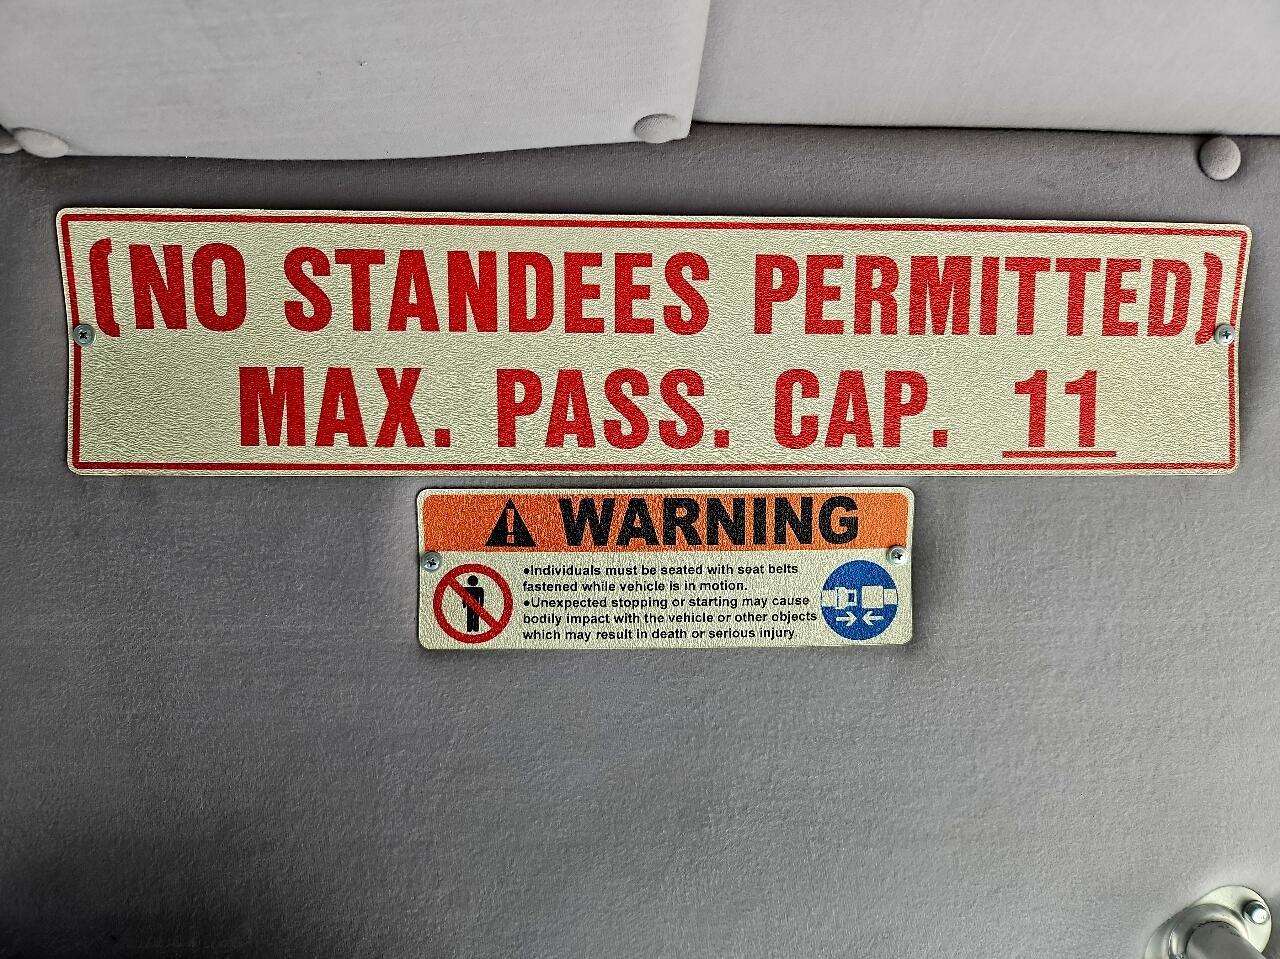 (NO STANDEES PERMITTED)
MAX. PASS. CAP. 11
WARNING
•Individuals must be seated with seat belts
fastened while vehicle is in motion.
•Unexpected stopping or starting may cause
bodily impact with the vehicle or other objects
which may result in death or serious injury.